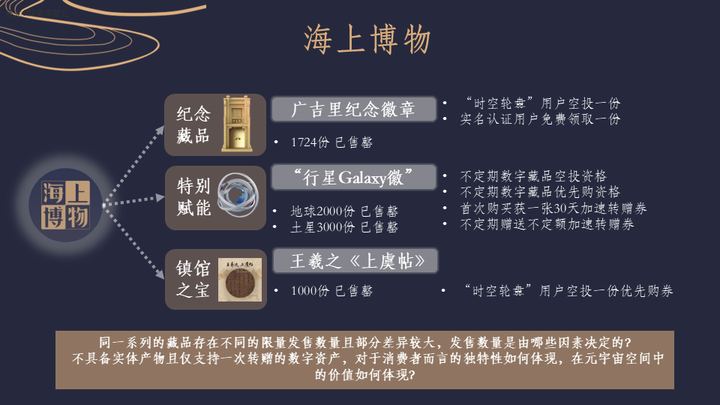 海上博物
海上
博物
纪念
藏品
广吉里纪念徽章
• 1724份 已售罄
• “时空轮毂”用户空投一份
• 实名认证用户免费领取一份
特别
赋能
“行星Galaxy徽”
• 地球2000份 已售罄
• 土星3000份 已售罄
• 不定期数字藏品空投资格
• 不定期数字藏品优先购资格
• 首次购买获一张30天加速转赠券
• 不定期赠送不定额加速转赠券
镇馆
之宝
王羲之《上虞帖》
王羲之《上虞帖》
• 1000份 已售罄
• “时空轮毂”用户空投一份优先购券
同一系列的藏品存在不同的限量发售数量且部分差异较大，发售数量是由哪些因素决定的？
不具备实体产物且仅支持一次转赠的数字资产，对于消费者而言的独特性如何体现，在元宇宙空间中
的价值如何体现？